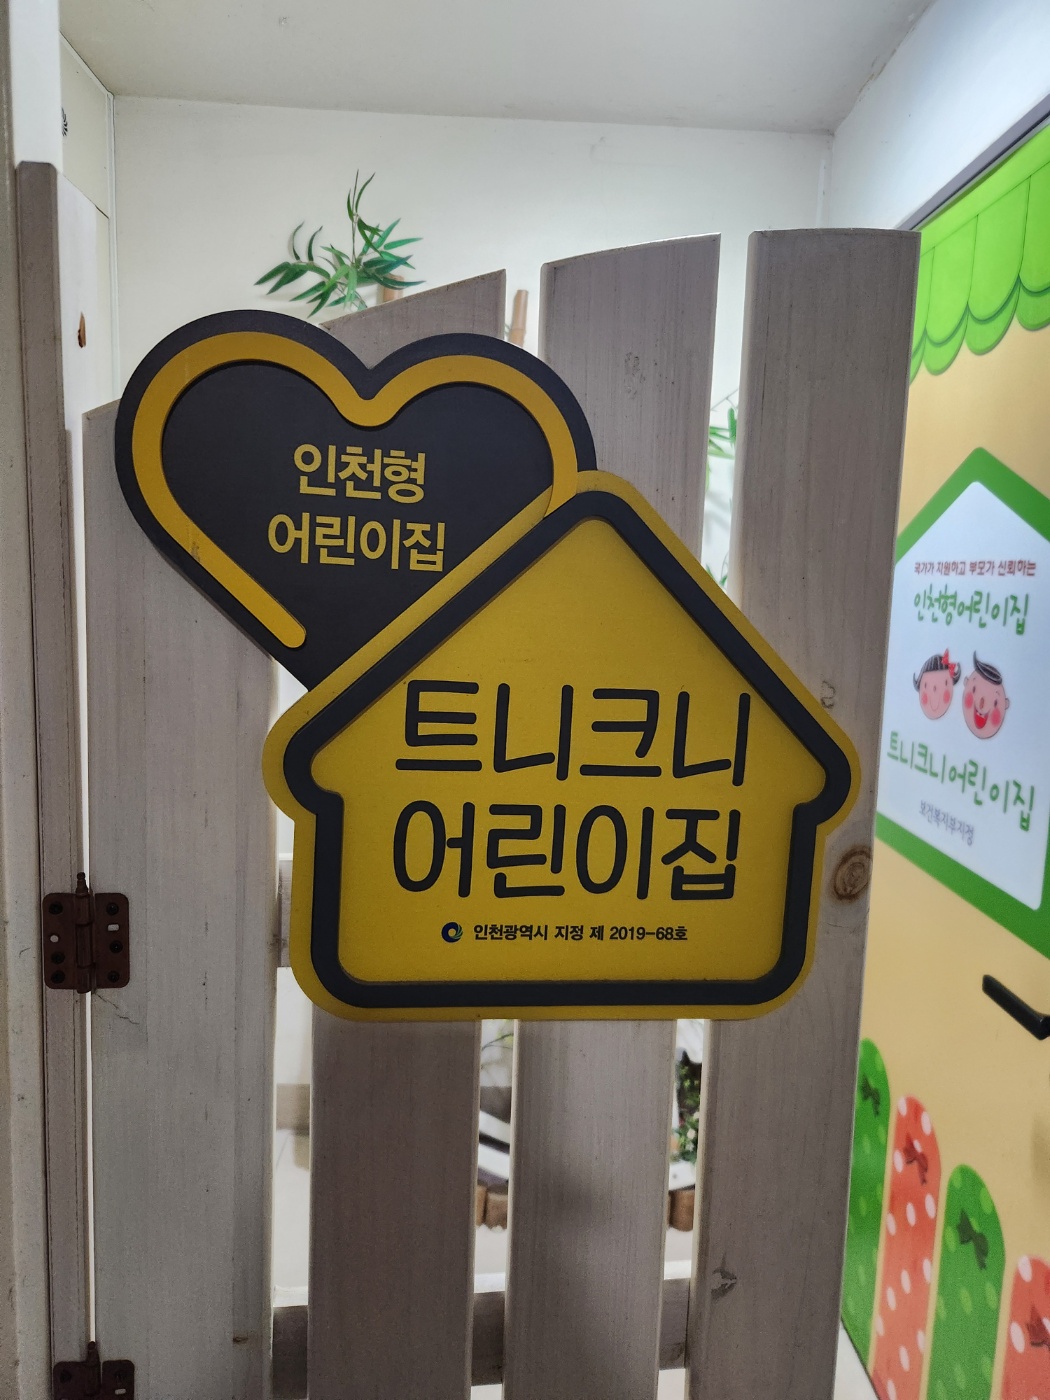 인천형
어린이집
트니크니
어린이집
인천광역시 지정 제 2019-68호
국가가 지원하고 부모가 신뢰하는
인천형어린이집
트니크니어린이집
보건복지부지정